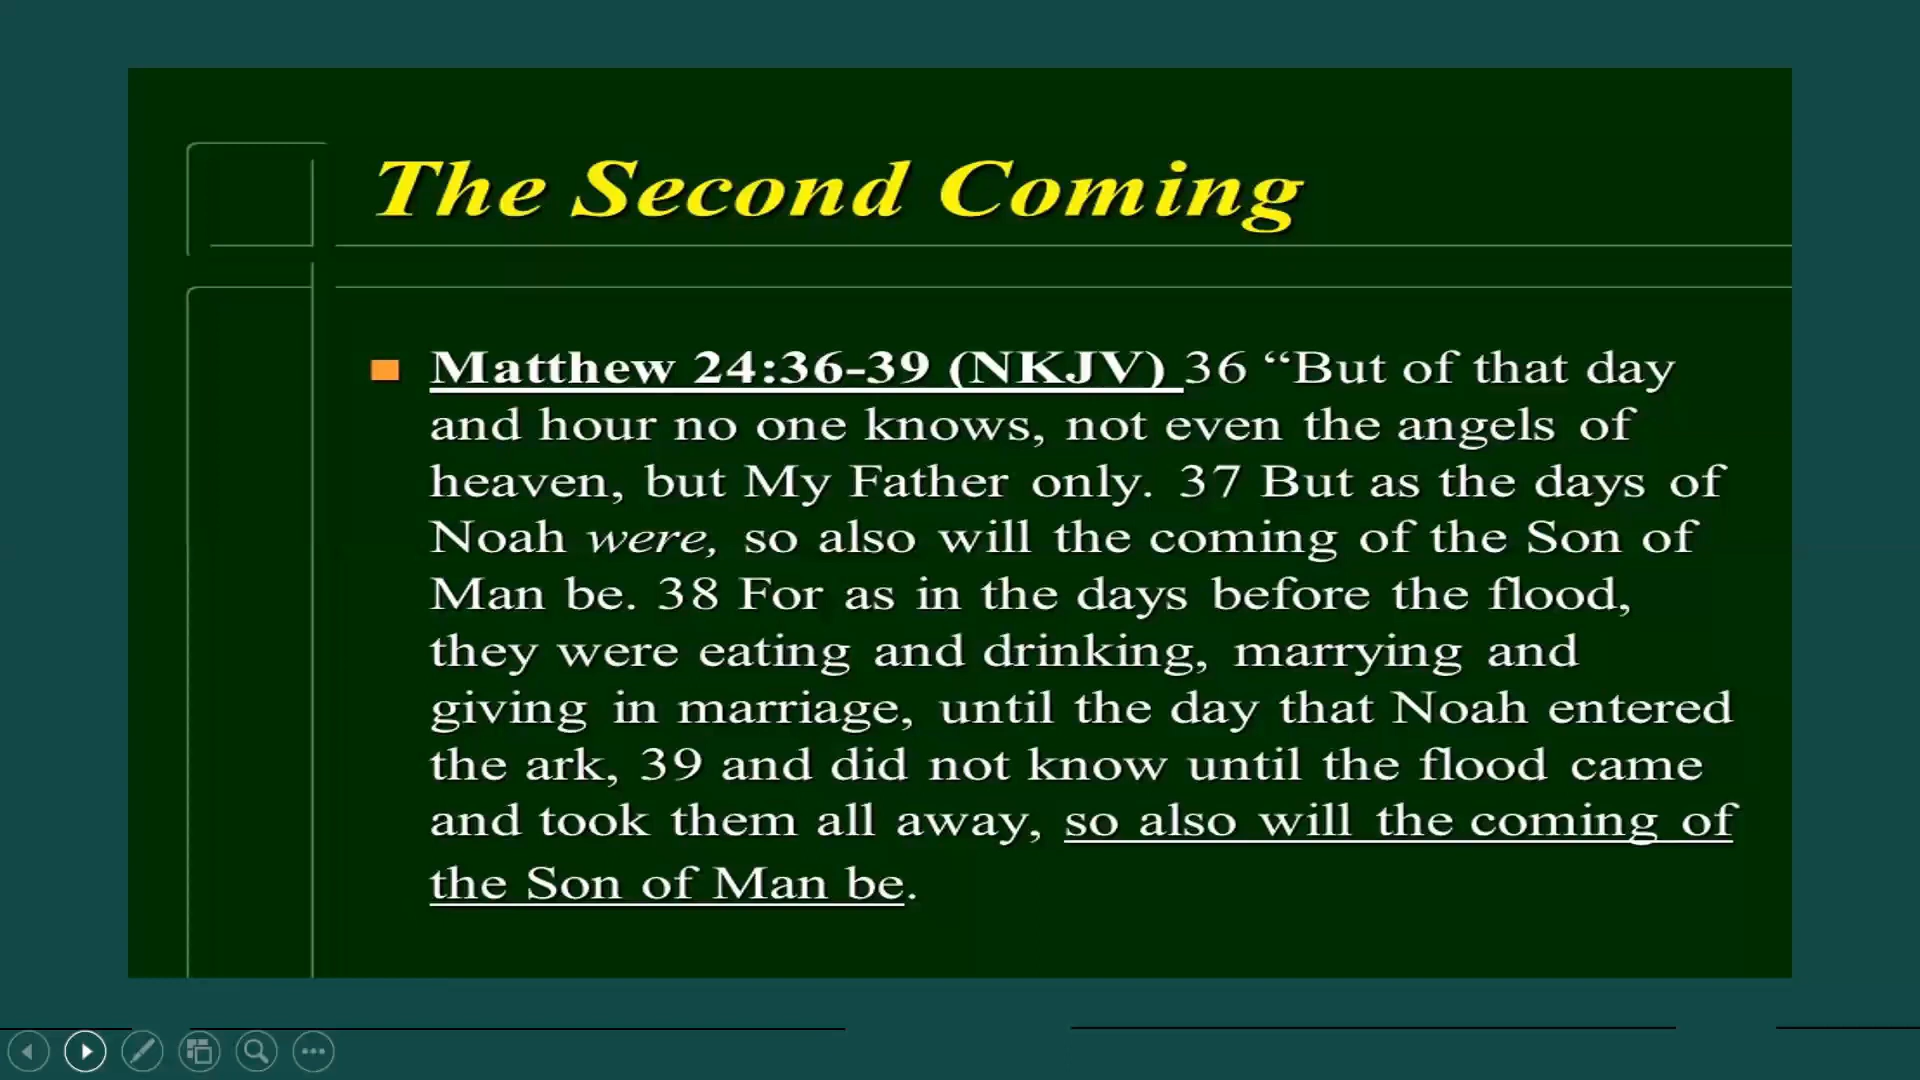 The Second Coming
Matthew 24:36-39 (NKJV) 36 “But of that day
and hour no one knows, not even the angels of
heaven, but My Father only. 37 But as the days of
Noah were, so also will the coming of the Son of
Man be. 38 For as in the days before the flood,
they were eating and drinking, marrying and
giving in marriage, until the day that Noah entered
the ark, 39 and did not know until the flood came
and took them all away, so also will the coming of
the Son of Man be.